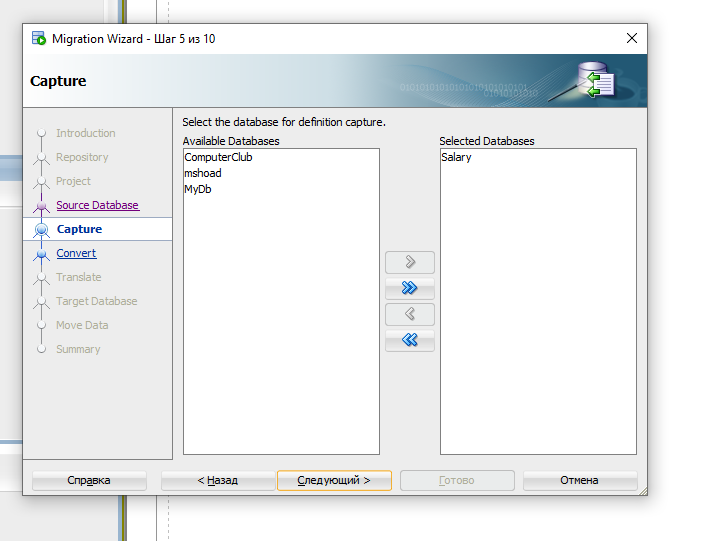 Migration Wizard - Шаг 5 из 10
Capture
0101010101010101010101010101
01010101010
Introduction
Repository
Project
Source Database
Capture
Convert
Translate
Target Database
Move Data
Summary
Select the database for definition capture.
Available Databases
ComputerClub
mshoad
MyDb
Selected Databases
Salary
Справка
< Назад
Следующий >
Готово
Отмена